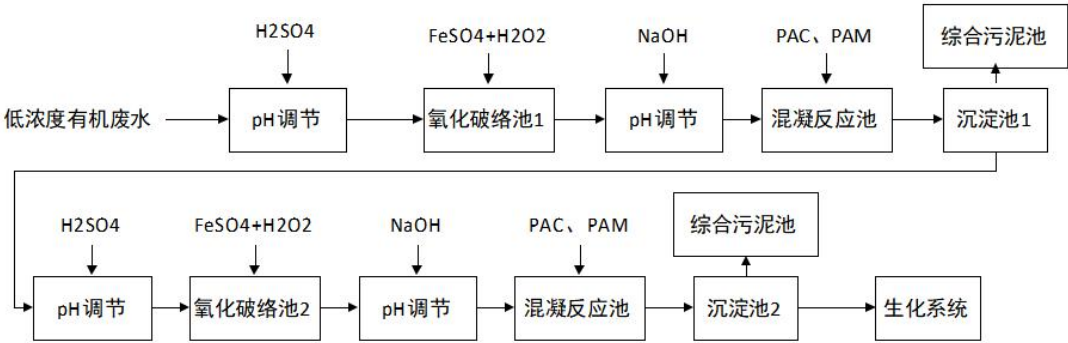 H2SO4
FeSO4+H2O2
NaOH
PAC、PAM
综合污泥池
低浓度有机废水
pH调节
氧化破络池1
pH调节
混凝反应池
沉淀池1
H2SO4
FeSO4+H2O2
NaOH
PAC、PAM
综合污泥池
pH调节
氧化破络池2
pH调节
混凝反应池
沉淀池2
生化系统